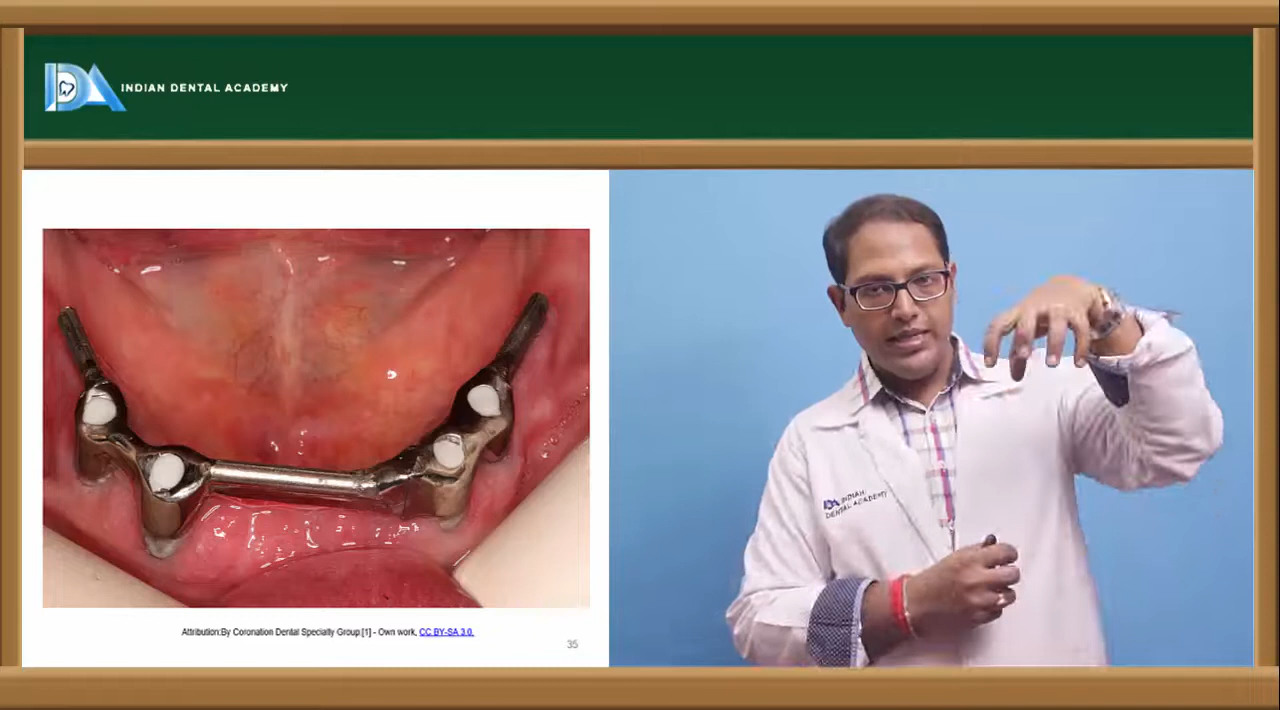 INDIAN DENTAL ACADEMY
Attribution:By Coronation Dental Specialty Group[1] - Own work, CC BY-SA 3.0,
35
IDA INDIAN
DENTAL ACADEMY